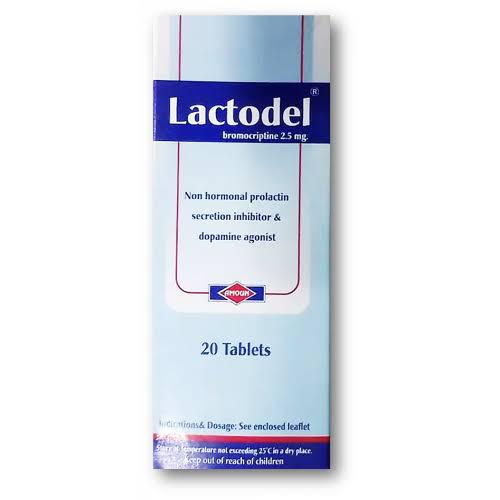 Lactodel ®
bromocriptine 2.5 mg.
Non hormonal prolactin
secretion inhibitor &
dopamine agonist
AMOUN
20 Tablets
Indications& Dosage: See enclosed leaflet
Store at temperature not exceeding 25°C in a dry place.
Keep out of reach of children